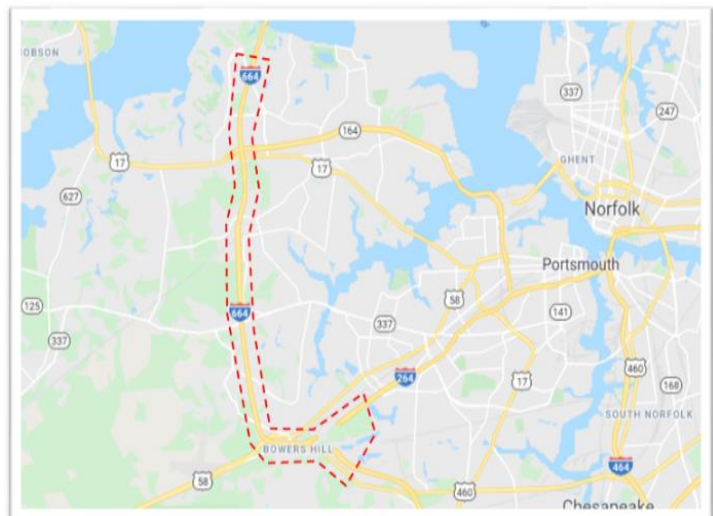 OBSON
664
337
247
164
17
17
GHENT
627
Norfolk
Portsmouth
58
125
664
337
337
141
264
17
460
168
SOUTH NORFOLK
BOWERS HILL
464
58
460
Chesapeake